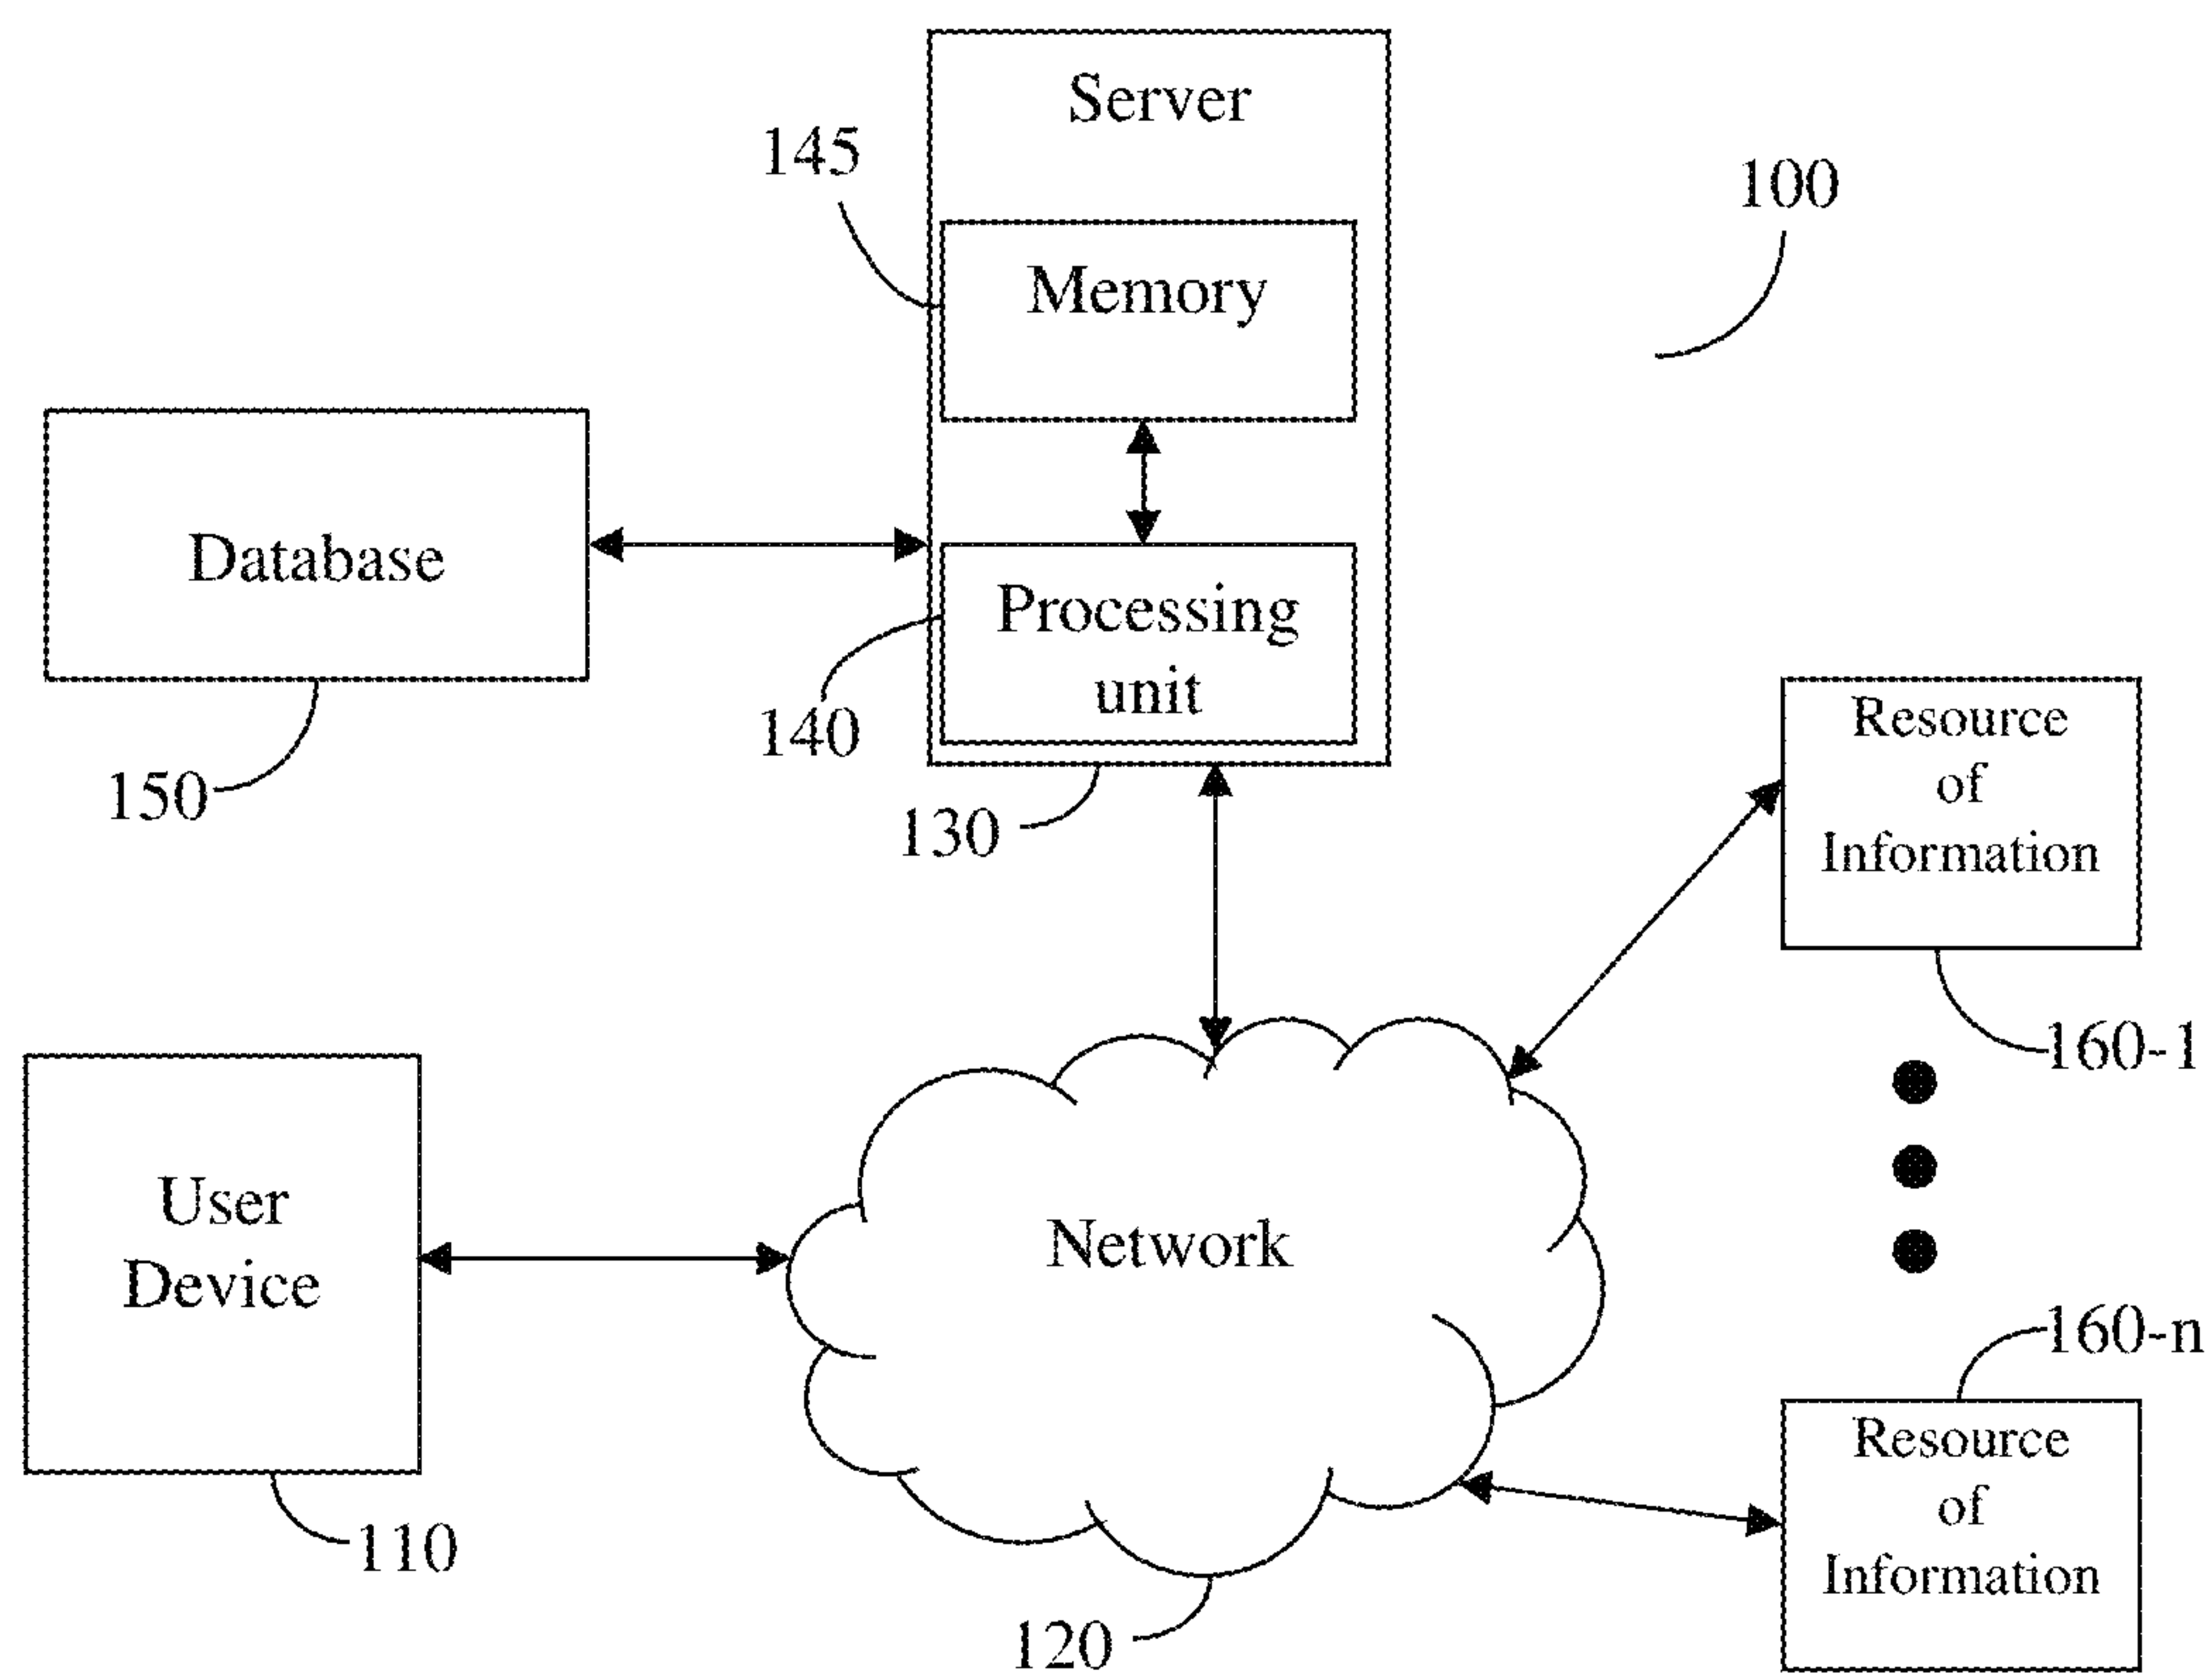 Server
145
100
Memory
Database
Processing
unit
140
150
130
Resource
of
Information
160-1
User
Device
Network
160-n
Resource
of
Information
110
120